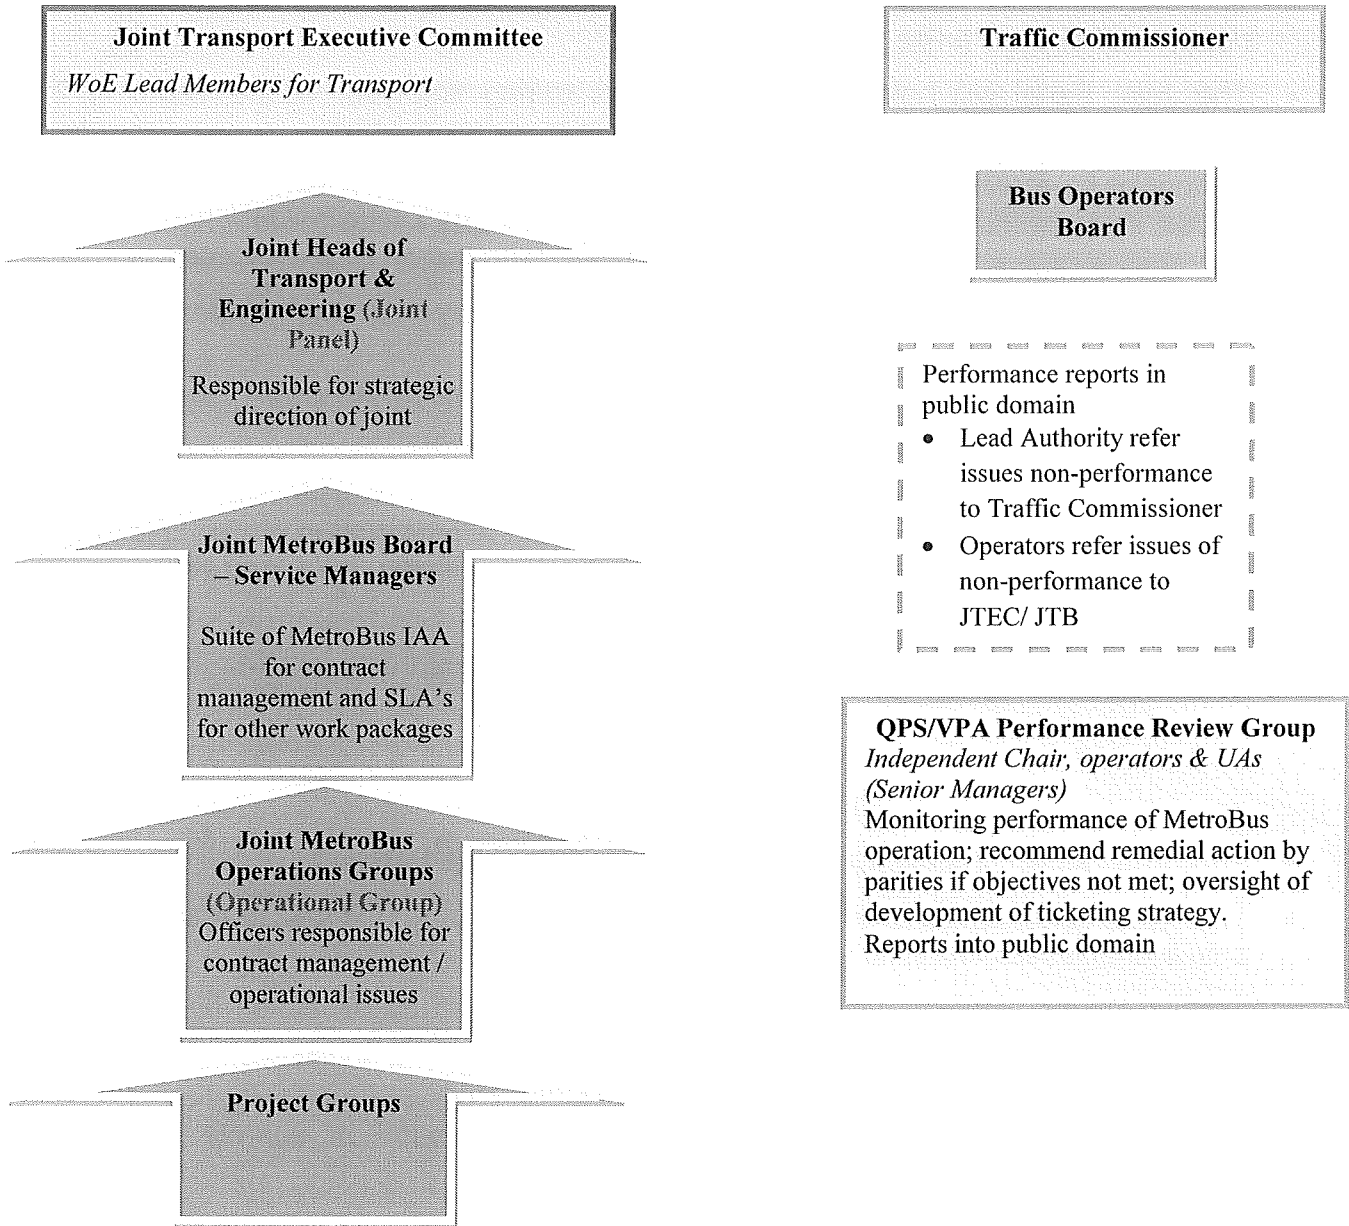 Joint Transport Executive Committee
WoE Lead Members for Transport
Joint Heads of
Transport &
Engineering (Joint
Panel)
Responsible for strategic
direction of joint
Joint MetroBus Board
– Service Managers
Suite of MetroBus IAA
for contract
management and SLA's
for other work packages
Joint MetroBus
Operations Groups
(Operational Group)
Officers responsible for
contract management /
operational issues
Project Groups
Traffic Commissioner
Bus Operators
Board
Performance reports in
public domain
• Lead Authority refer
issues non-performance
to Traffic Commissioner
• Operators refer issues of
non-performance to
JTEC/ JTB
QPS/VPA Performance Review Group
Independent Chair, operators & UAs
(Senior Managers)
Monitoring performance of MetroBus
operation; recommend remedial action by
parities if objectives not met; oversight of
development of ticketing strategy.
Reports into public domain